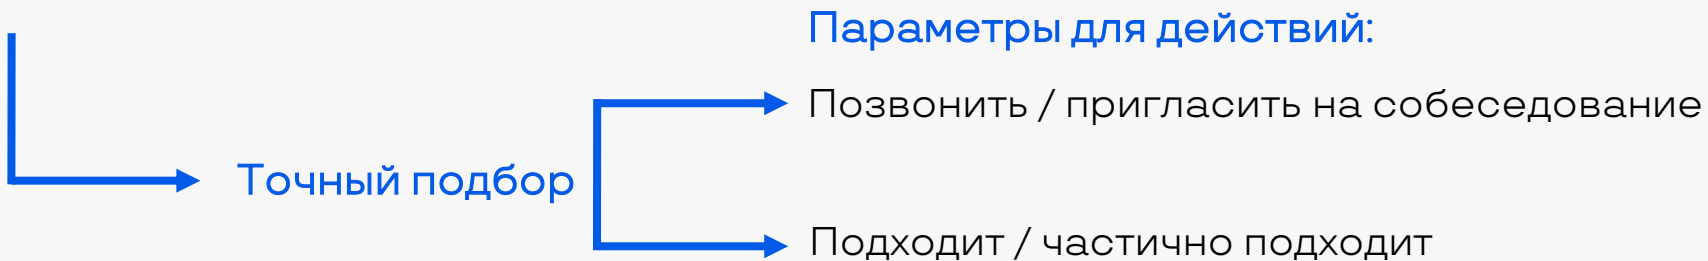 Параметры для действий:
Позвонить / пригласить на собеседование
Точный подбор
Подходит / частично подходит